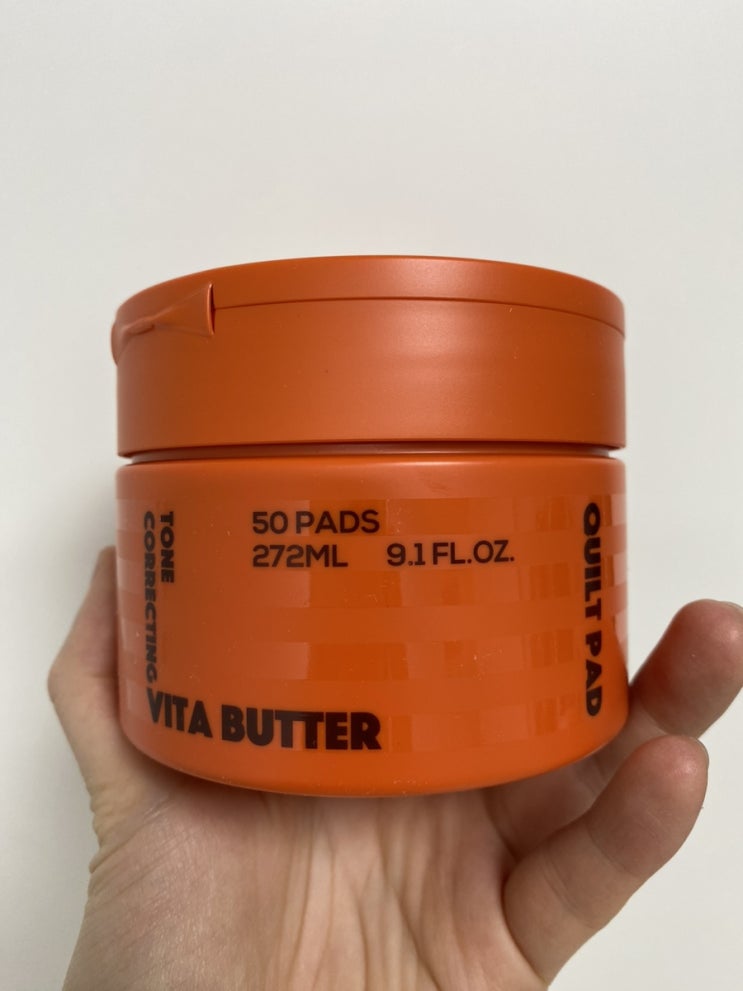 50 PADS
272ML 9.1 FL.OZ.
TONE
CORRECTING
VITA BUTTER
QUILT PAD